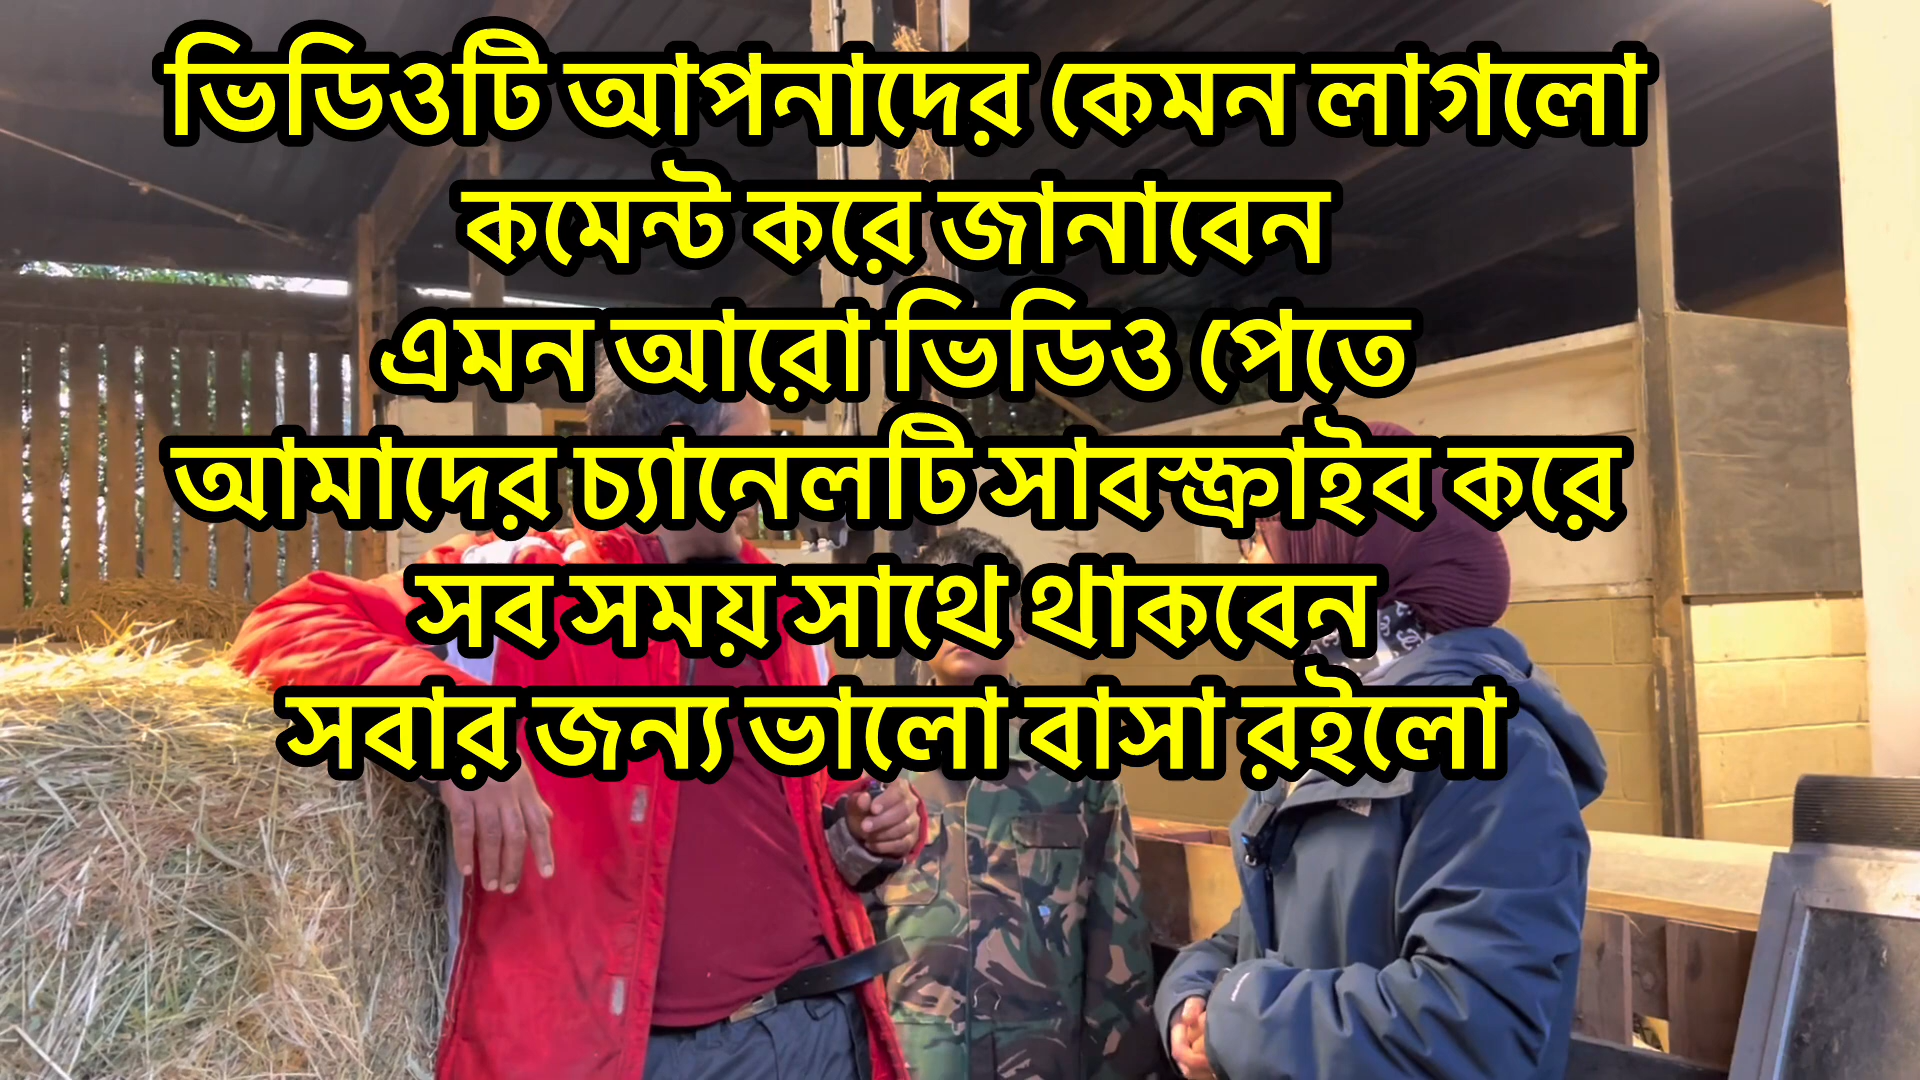 ভিডিওটি আপনাদের কেমন লাগলো
কমেন্ট করে জানাবেন
এমন আরো ভিডিও পেতে
আমাদের চ্যানেলটি সাবস্ক্রাইব করে
সব সময় সাথে থাকবেন
সবার জন্য ভালো বাসা রইলো